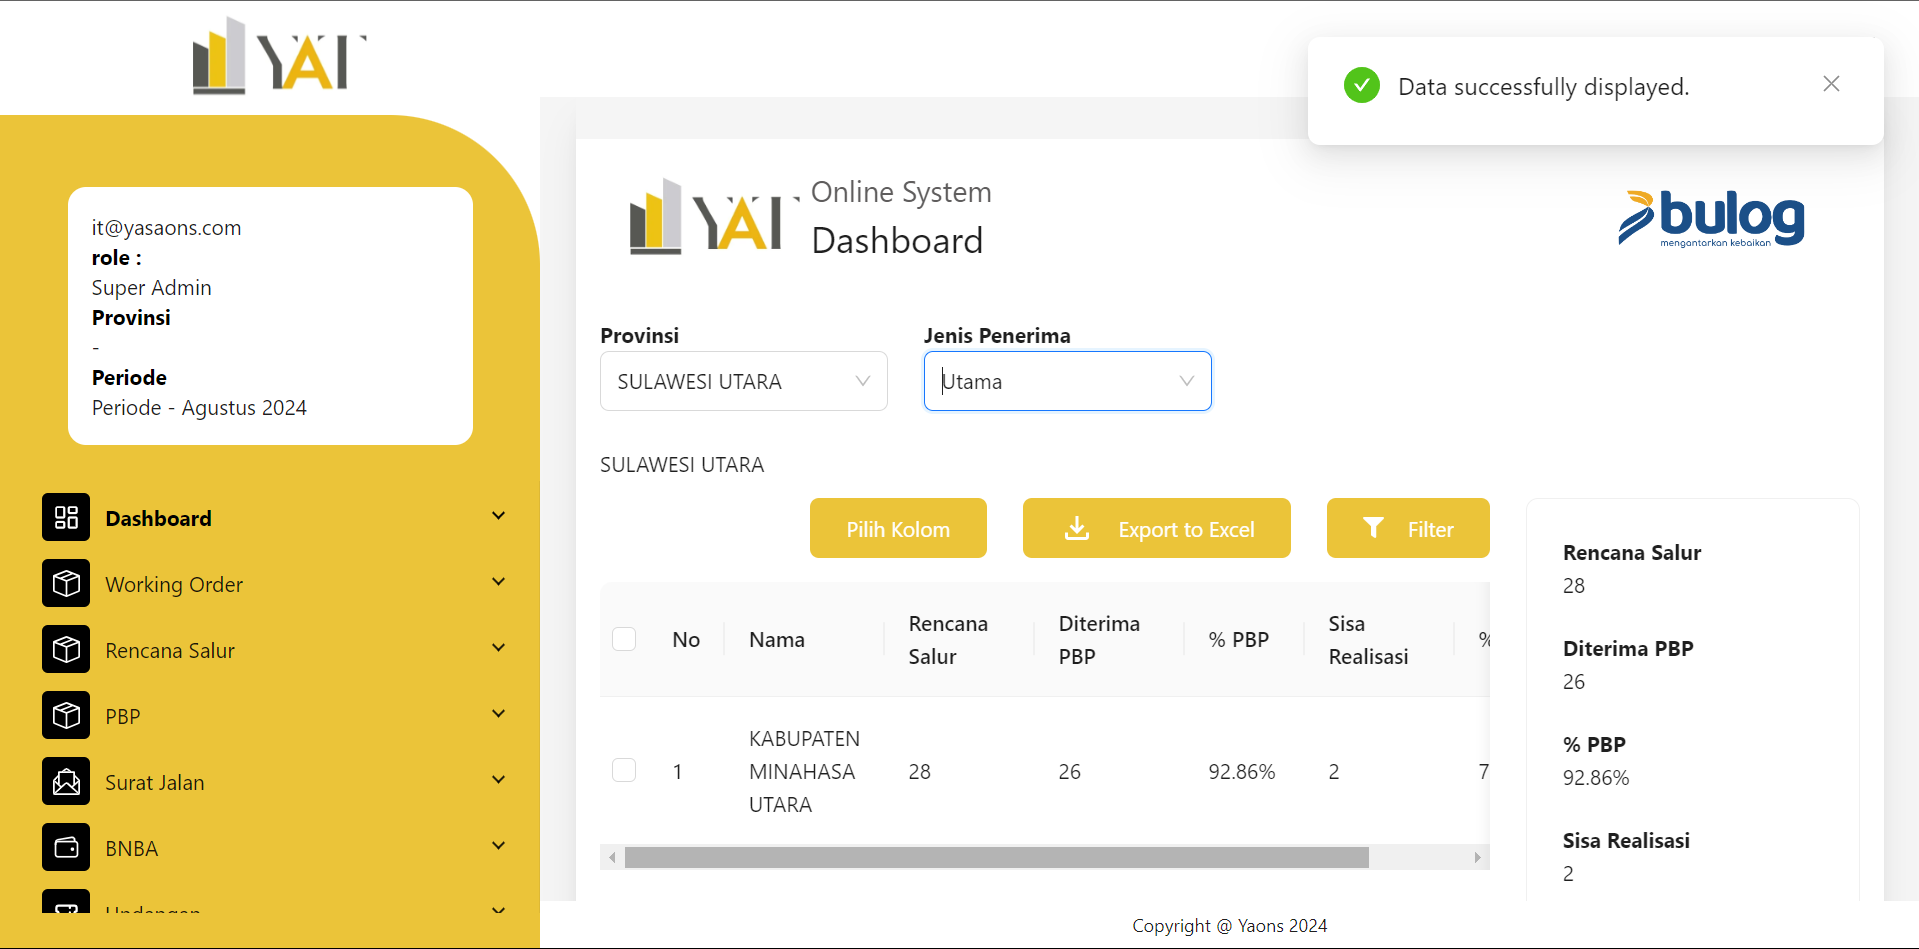 YAT
it@yasaons.com
role :
Super Admin
Provinsi
-
Periode
Periode - Agustus 2024
Dashboard
Working Order
Rencana Salur
PBP
Surat Jalan
BNBA
Undangan
Data successfully displayed.
YAT
Online System
Dashboard
bulog
mengantarkan kebaikan
Provinsi
Jenis Penerima
SULAWESI UTARA
Utama
SULAWESI UTARA
Pilih Kolom
Export to Excel
Filter
No
Nama
Rencana
Salur
Diterima
PBP
% PBP
Sisa
Realisasi
%
1
KABUPATEN
MINAHASA
UTARA
28
26
92.86%
2
7
Rencana Salur
28
Diterima PBP
26
% PBP
92.86%
Sisa Realisasi
2
Copyright @ Yaons 2024